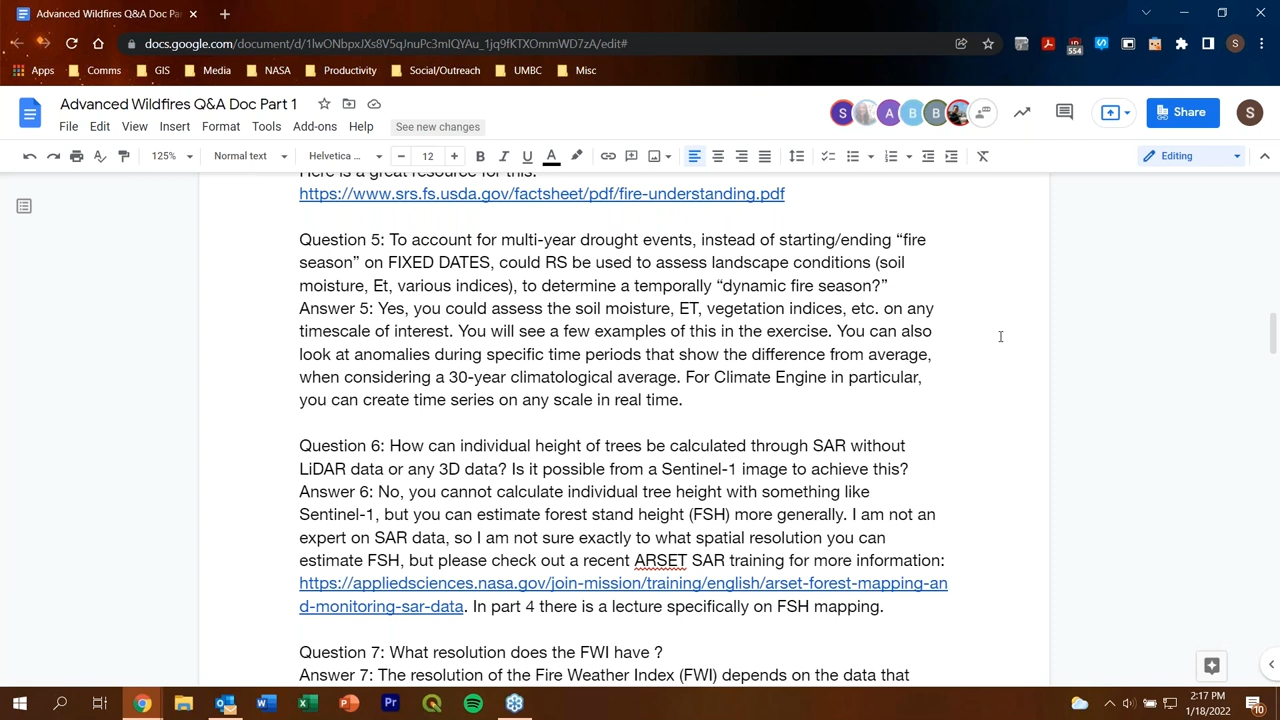 Advanced Wildfires Q&A Doc Pa
docs.google.com/document/d/1lwONbpxJXs8V5qJnuPc3mIQYAu_1jq9fKTXOmmWD7zA/edit#
554
S
Apps Comms GIS Media NASA Productivity Social/Outreach UMBC Misc
Advanced Wildfires Q&A Doc Part 1
S A B B
Share
S
File Edit View Insert Format Tools Add-ons Help See new changes
125% Normal text Helvetica ... 12 B I U A Editing
Here is a great resource for this:
https://www.srs.fs.usda.gov/factsheet/pdf/fire-understanding.pdf
Question 5: To account for multi-year drought events, instead of starting/ending “fire
season” on FIXED DATES, could RS be used to assess landscape conditions (soil
moisture, Et, various indices), to determine a temporally “dynamic fire season?”
Answer 5: Yes, you could assess the soil moisture, ET, vegetation indices, etc. on any
timescale of interest. You will see a few examples of this in the exercise. You can also
look at anomalies during specific time periods that show the difference from average,
when considering a 30-year climatological average. For Climate Engine in particular,
you can create time series on any scale in real time.
Question 6: How can individual height of trees be calculated through SAR without
LiDAR data or any 3D data? Is it possible from a Sentinel-1 image to achieve this?
Answer 6: No, you cannot calculate individual tree height with something like
Sentinel-1, but you can estimate forest stand height (FSH) more generally. I am not an
expert on SAR data, so I am not sure exactly to what spatial resolution you can
estimate FSH, but please check out a recent ARSET SAR training for more information:
https://appliedsciences.nasa.gov/join-mission/training/english/arset-forest-mapping-an
d-monitoring-sar-data. In part 4 there is a lecture specifically on FSH mapping.
Question 7: What resolution does the FWI have ?
Answer 7: The resolution of the Fire Weather Index (FWI) depends on the data that
2:17 PM
1/18/2022
10